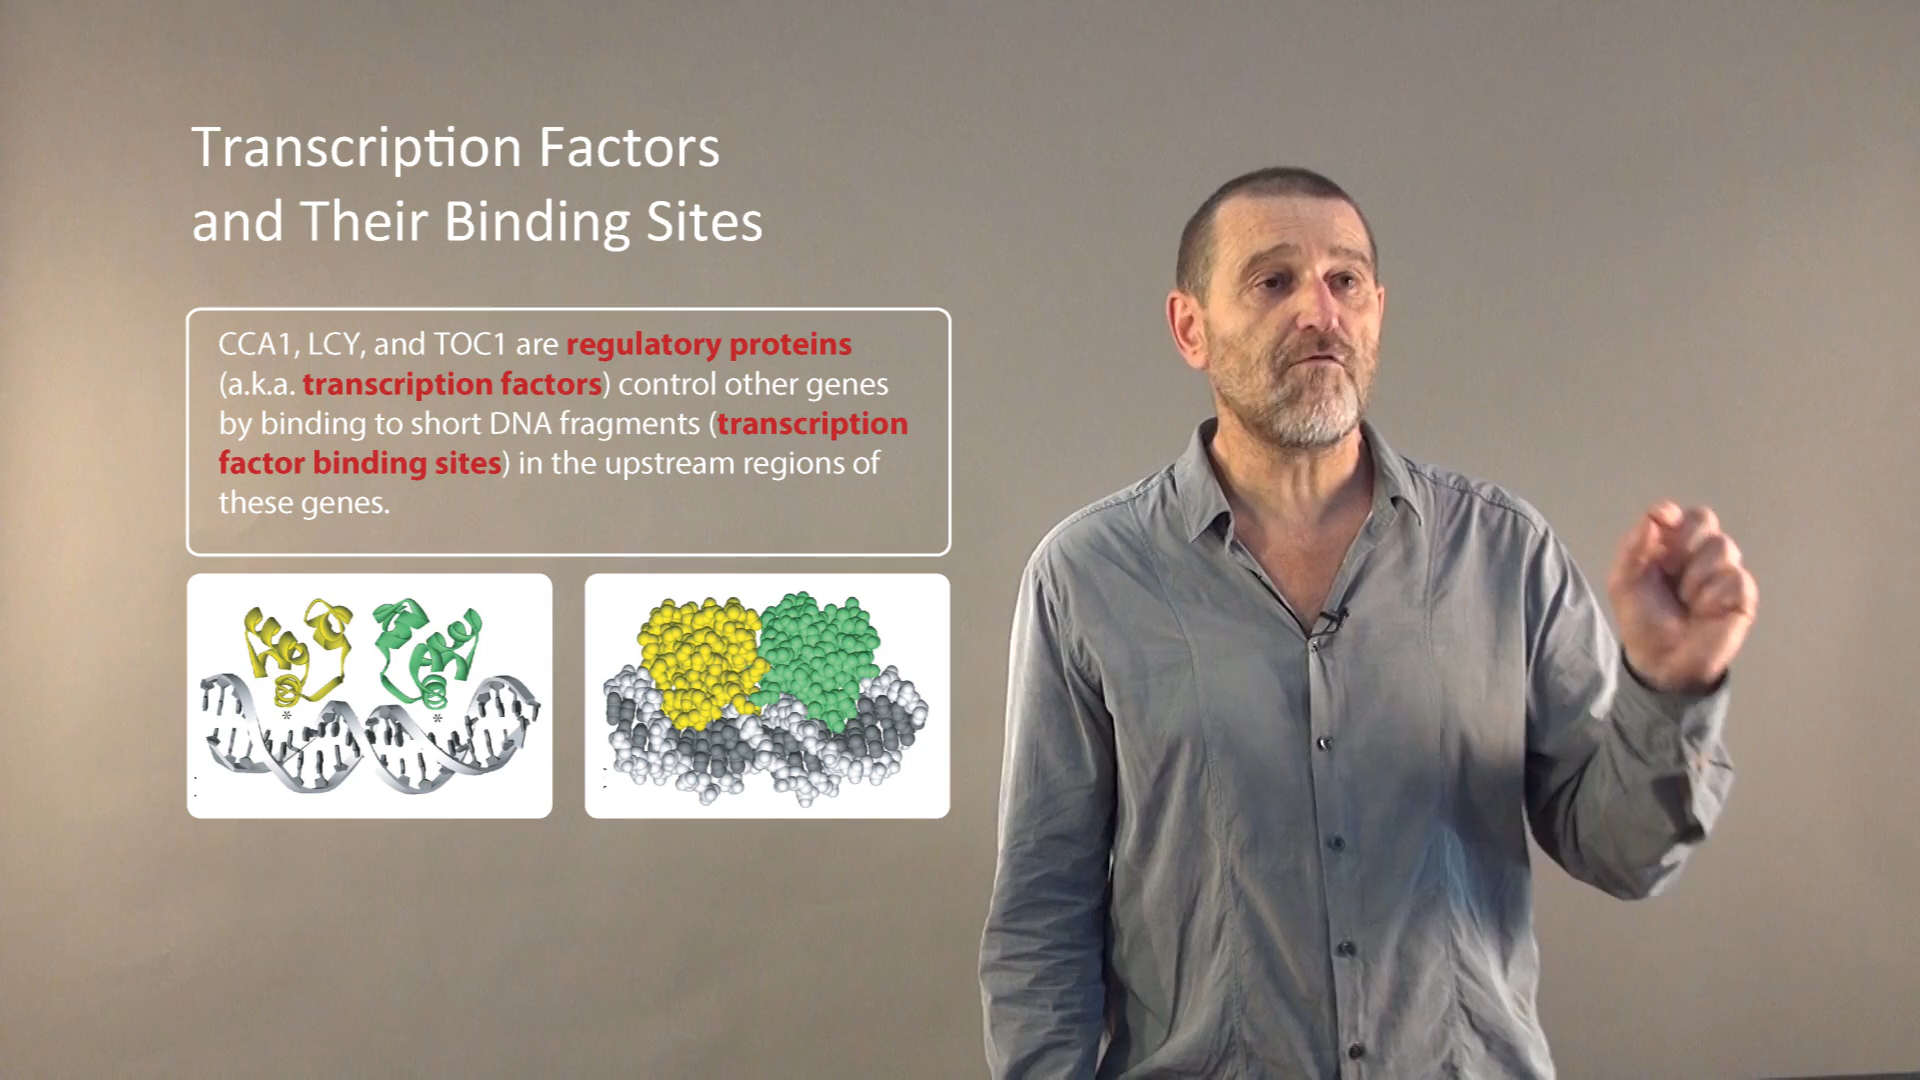 Transcription Factors
and Their Binding Sites
CCA1, LCY, and TOC1 are regulatory proteins
(a.k.a. transcription factors) control other genes
by binding to short DNA fragments (transcription
factor binding sites) in the upstream regions of
these genes.
* *